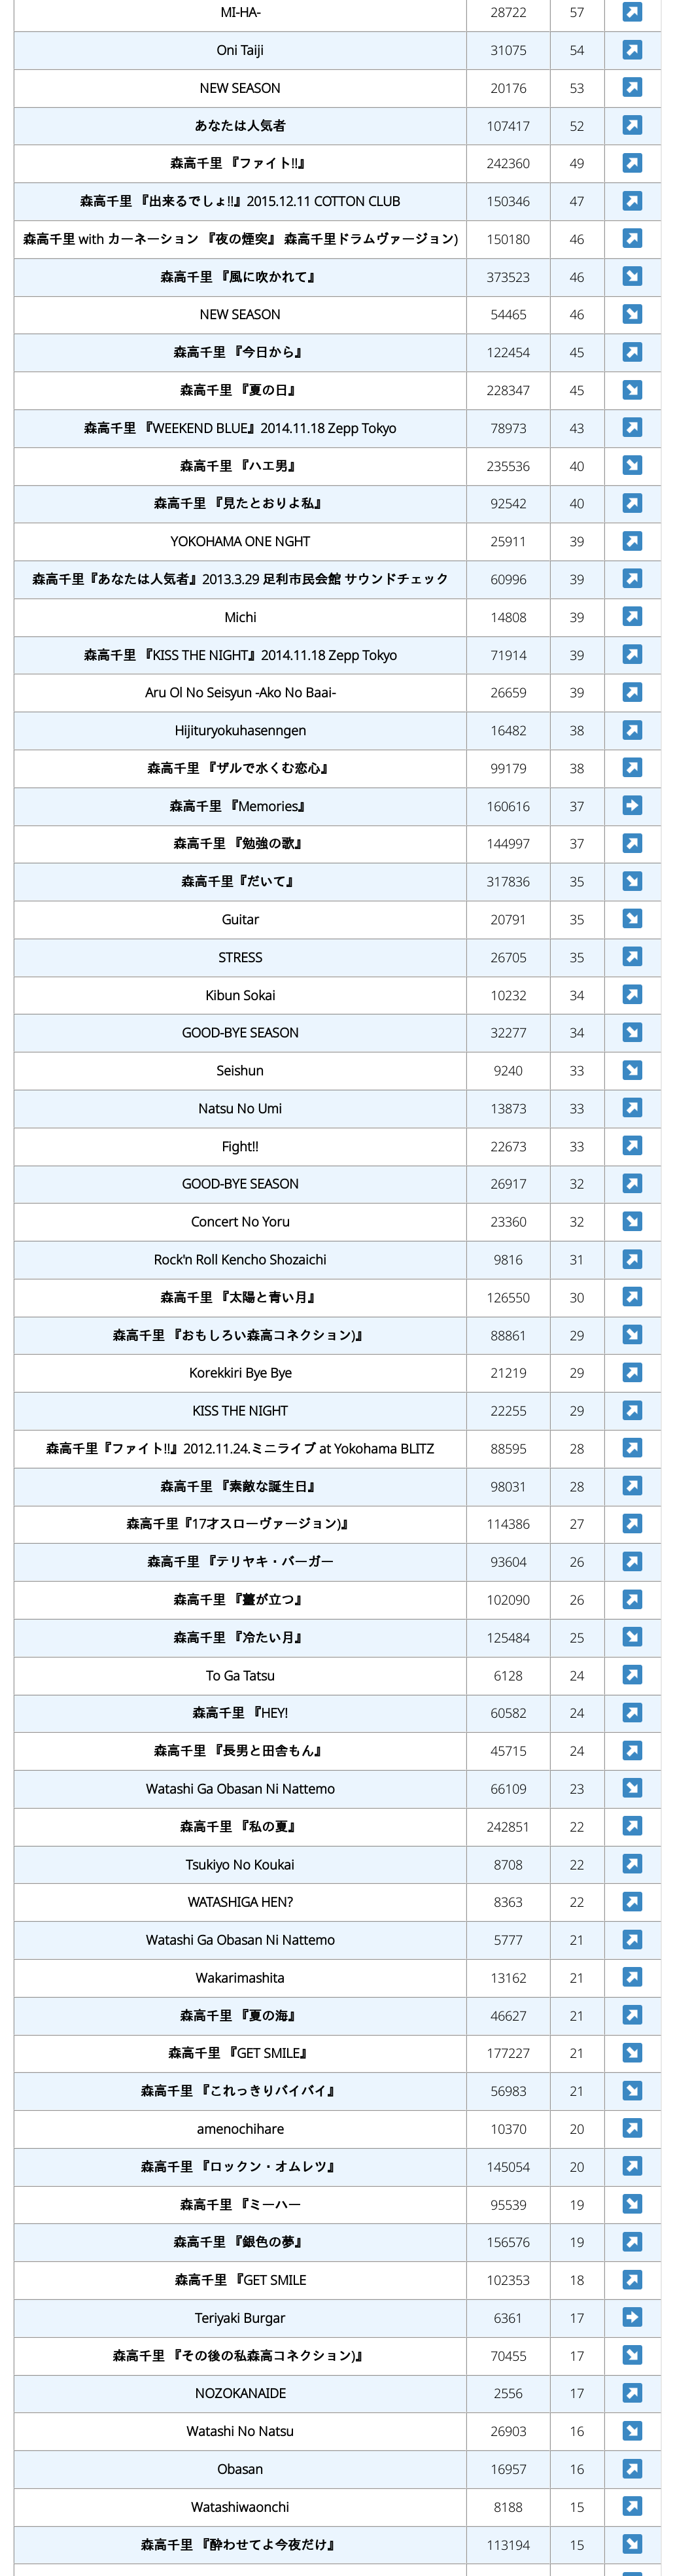 MI-HA- 28722 57
Oni Taiji 31075 54
NEW SEASON 20176 53
あなたは人気者 107417 52
森高千里 『ファイト!!』 242360 49
森高千里 『出来るでしょ!!』2015.12.11 COTTON CLUB 150346 47
森高千里 with カーネーション 『夜の煙突』 森高千里ドラムヴァージョン) 150180 46
森高千里 『風に吹かれて』 373523 46
NEW SEASON 54465 46
森高千里 『今日から』 122454 45
森高千里 『夏の日』 228347 45
森高千里 『WEEKEND BLUE』2014.11.18 Zepp Tokyo 78973 43
森高千里 『ハエ男』 235536 40
森高千里 『見たとおりよ私』 92542 40
YOKOHAMA ONE NGHT 25911 39
森高千里『あなたは人気者』2013.3.29 足利市民会館 サウンドチェック 60996 39
Michi 14808 39
森高千里 『KISS THE NIGHT』2014.11.18 Zepp Tokyo 71914 39
Aru Ol No Seisyun -Ako No Baai- 26659 39
Hijituryokuhasenngen 16482 38
森高千里 『ザルで水くむ恋心』 99179 38
森高千里 『Memories』 160616 37
森高千里 『勉強の歌』 144997 37
森高千里『だいて』 317836 35
Guitar 20791 35
STRESS 26705 35
Kibun Sokai 10232 34
GOOD-BYE SEASON 32277 34
Seishun 9240 33
Natsu No Umi 13873 33
Fight!! 22673 33
GOOD-BYE SEASON 26917 32
Concert No Yoru 23360 32
Rock'n Roll Kencho Shozaichi 9816 31
森高千里 『太陽と青い月』 126550 30
森高千里 『おもしろい森高コネクション)』 88861 29
Korekkiri Bye Bye 21219 29
KISS THE NIGHT 22255 29
森高千里『ファイト!!』2012.11.24.ミニライブ at Yokohama BLITZ 88595 28
森高千里 『素敵な誕生日』 98031 28
森高千里『17才スローヴァージョン)』 114386 27
森高千里 『テリヤキ・バーガー 93604 26
森高千里 『薹が立つ』 102090 26
森高千里 『冷たい月』 125484 25
To Ga Tatsu 6128 24
森高千里 『HEY! 60582 24
森高千里 『長男と田舎もん』 45715 24
Watashi Ga Obasan Ni Nattemo 66109 23
森高千里 『私の夏』 242851 22
Tsukiyo No Koukai 8708 22
WATASHIGA HEN? 8363 22
Watashi Ga Obasan Ni Nattemo 5777 21
Wakarimashita 13162 21
森高千里 『夏の海』 46627 21
森高千里 『GET SMILE』 177227 21
森高千里 『これっきりバイバイ』 56983 21
amenochihare 10370 20
森高千里 『ロックン・オムレツ』 145054 20
森高千里 『ミーハー 95539 19
森高千里 『銀色の夢』 156576 19
森高千里 『GET SMILE 102353 18
Teriyaki Burgar 6361 17
森高千里 『その後の私森高コネクション)』 70455 17
NOZOKANAIDE 2556 17
Watashi No Natsu 26903 16
Obasan 16957 16
Watashiwaonchi 8188 15
森高千里 『酔わせてよ今夜だけ』 113194 15